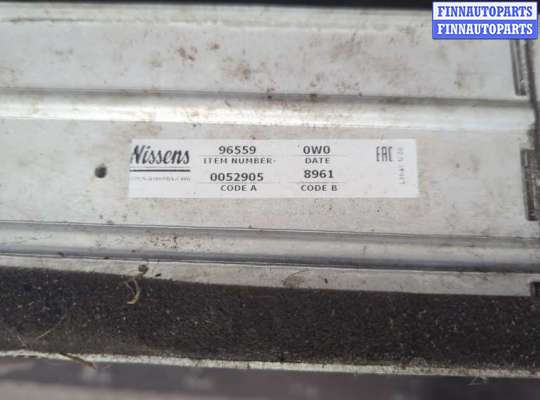 FINNAUTOPARTS
FINNAUTOPARTS
Nissens 96559 0W0 EAC
ITEM NUMBER DATE
0052905 8961
CODE A CODE B